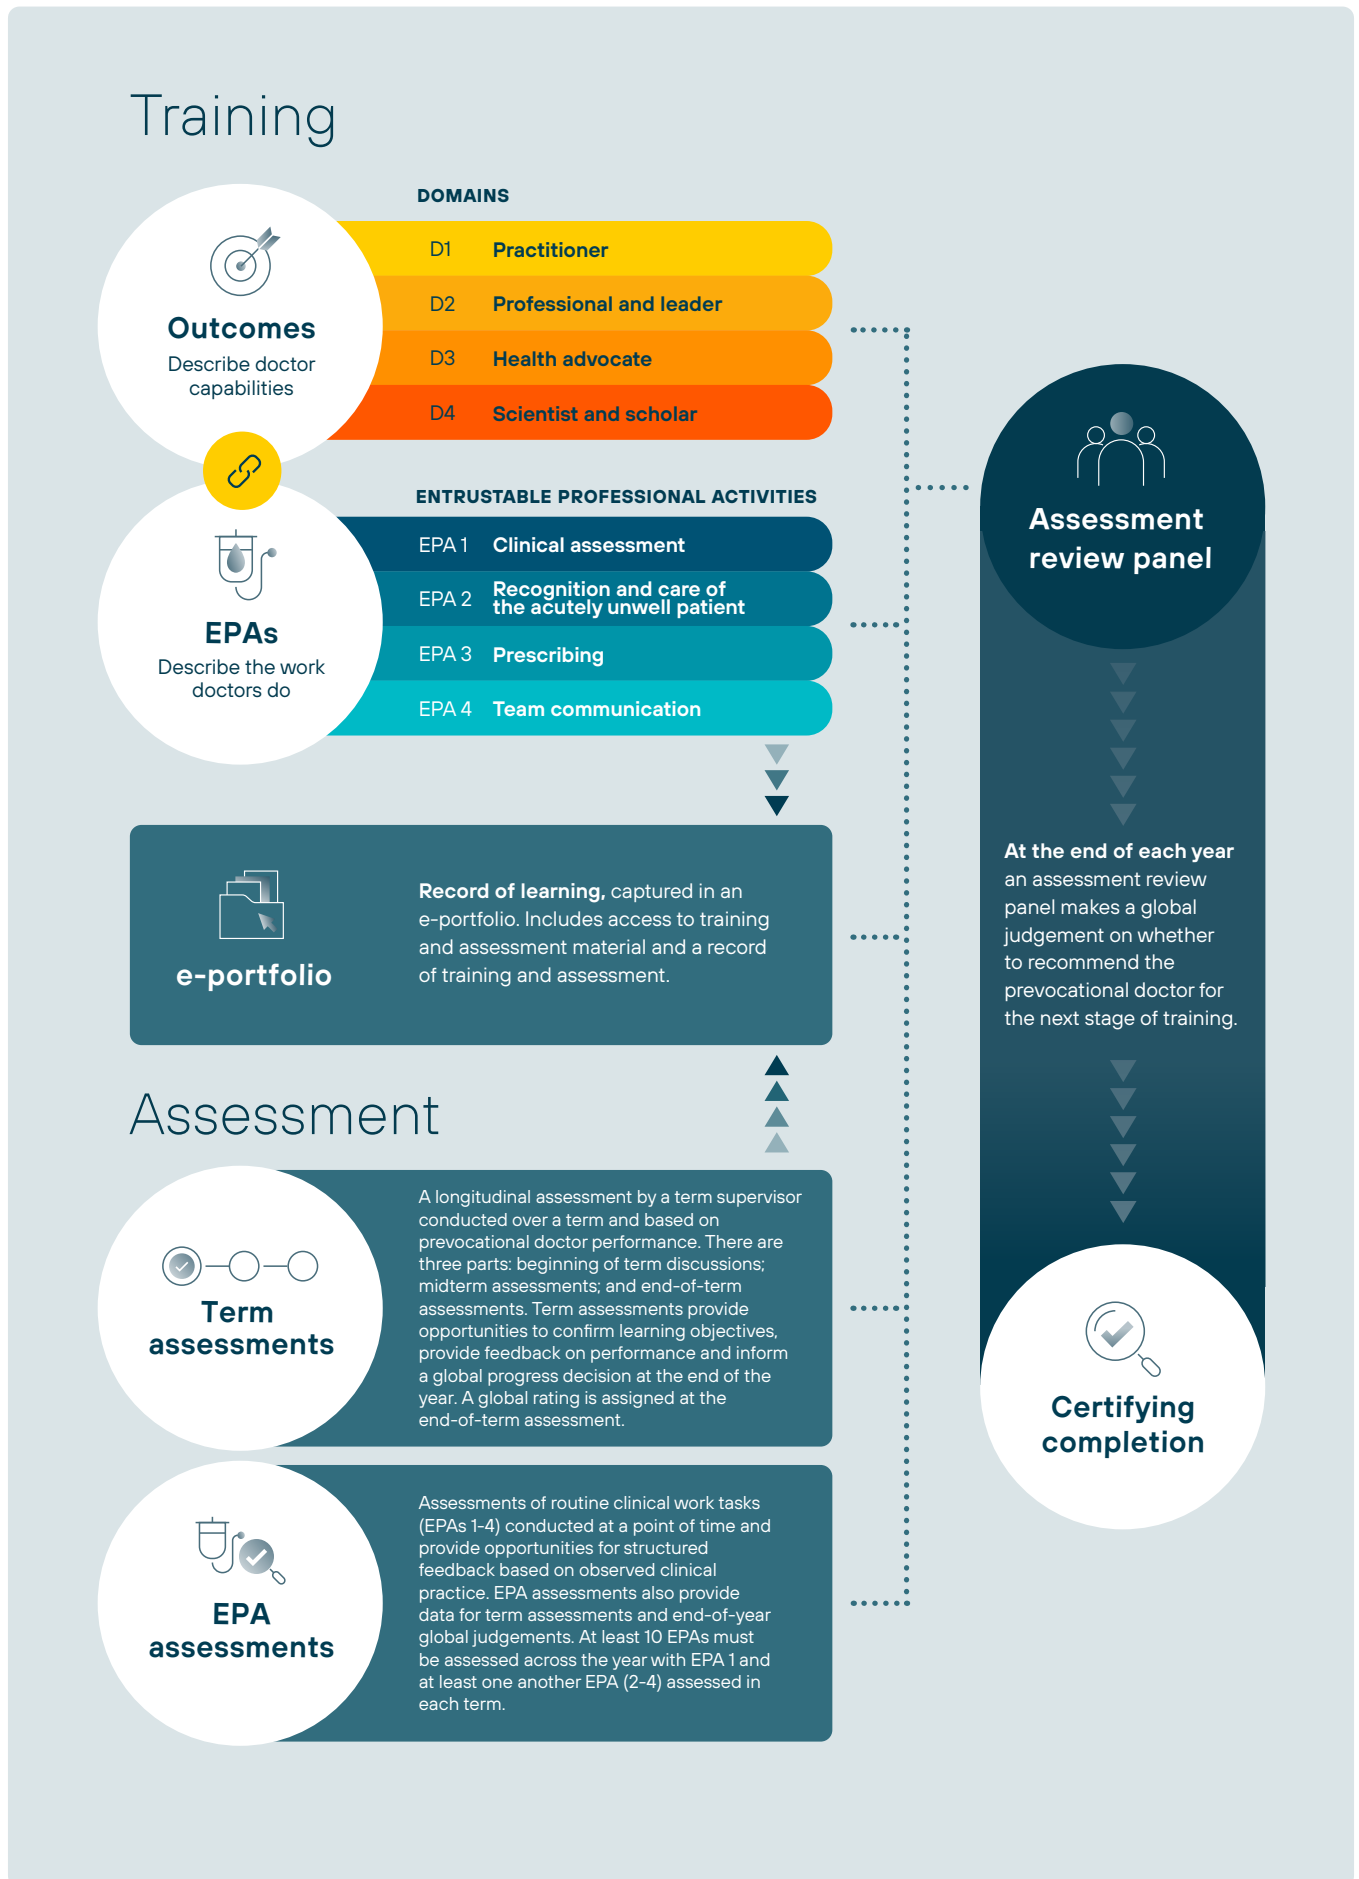 Training
Outcomes
Describe doctor
capabilities
DOMAINS
D1 Practitioner
D2 Professional and leader
D3 Health advocate
D4 Scientist and scholar
EPAs
Describe the work
doctors do
ENTRUSTABLE PROFESSIONAL ACTIVITIES
EPA 1 Clinical assessment
EPA 2 Recognition and care of
the acutely unwell patient
EPA 3 Prescribing
EPA 4 Team communication
e-portfolio
Record of learning, captured in an
e-portfolio. Includes access to training
and assessment material and a record
of training and assessment.
Assessment
Term
assessments
A longitudinal assessment by a term supervisor
conducted over a term and based on
prevocational doctor performance. There are
three parts: beginning of term discussions;
midterm assessments; and end-of-term
assessments. Term assessments provide
opportunities to confirm learning objectives,
provide feedback on performance and inform
a global progress decision at the end of the
year. A global rating is assigned at the
end-of-term assessment.
EPA
assessments
Assessments of routine clinical work tasks
(EPAs 1-4) conducted at a point of time and
provide opportunities for structured
feedback based on observed clinical
practice. EPA assessments also provide
data for term assessments and end-of-year
global judgements. At least 10 EPAs must
be assessed across the year with EPA 1 and
at least one another EPA (2-4) assessed in
each term.
Assessment
review panel
At the end of each year
an assessment review
panel makes a global
judgement on whether
to recommend the
prevocational doctor for
the next stage of training.
Certifying
completion